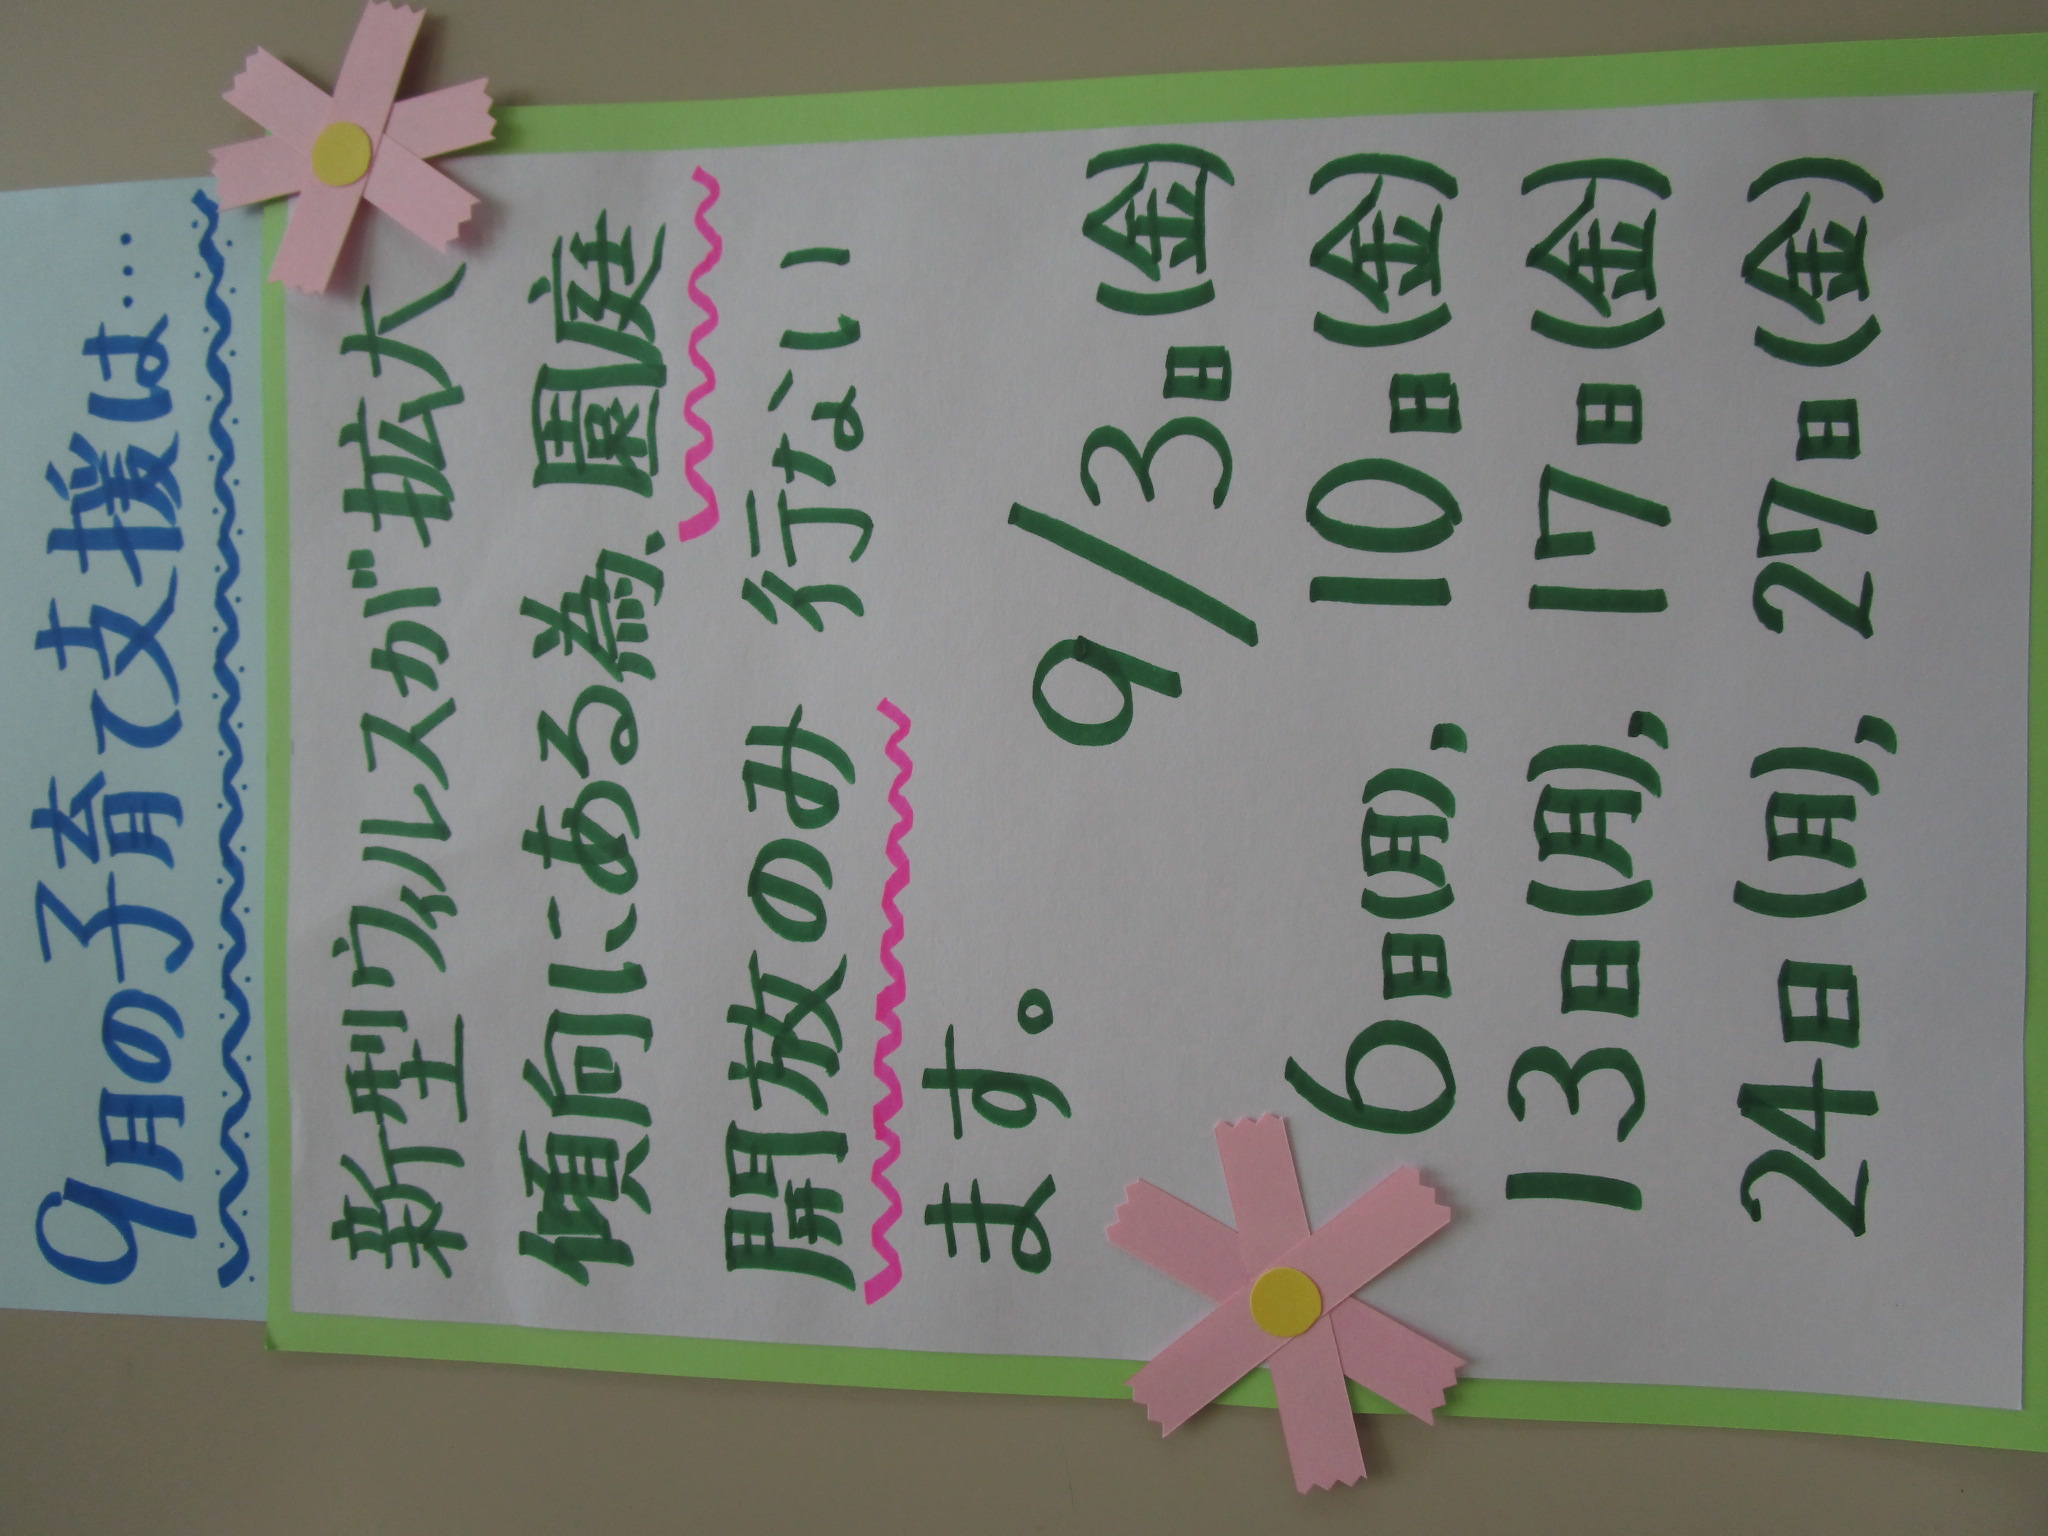 9月の子育て支援は…
新型ウィルスが拡大
傾向にある為、園庭
開放のみ 行ない
ます。
9/3日(金)
6日(月), 10日(金)
13日(月), 17日(金)
24日(月), 27日(金)